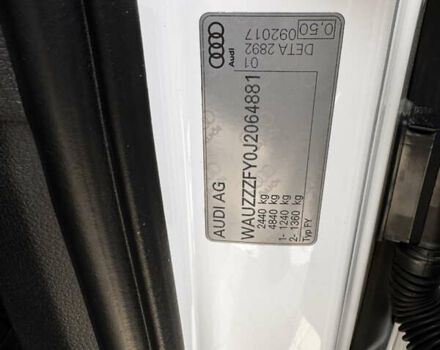 Audi
0,50
092017
DETA 2892
01
AUDI AG
WAUZZZFY0J2064881
2440 kg
4840 kg
1- 1240 kg
2- 1360 kg
Typ FY